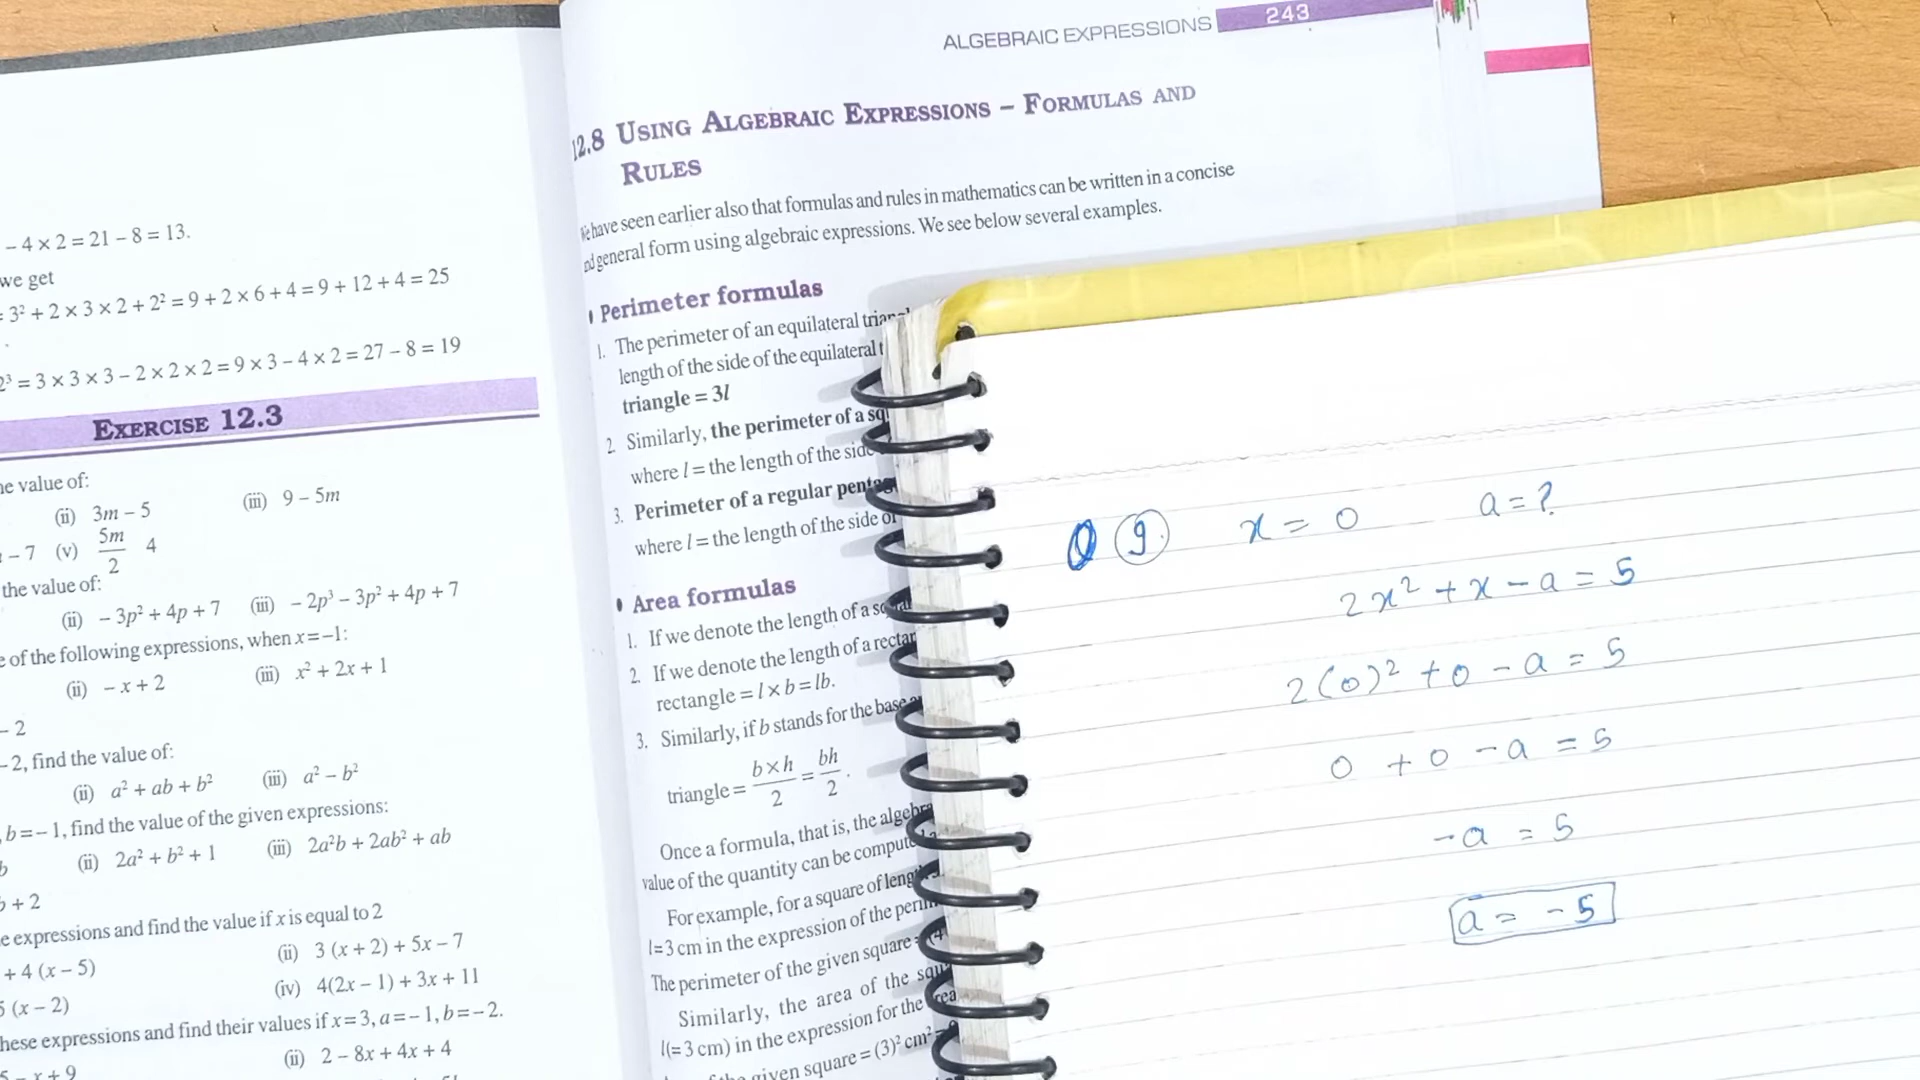 – 4 × 2 = 21 – 8 = 13.
we get
= 3² + 2 × 3 × 2 + 2² = 9 + 2 × 6 + 4 = 9 + 12 + 4 = 25
2³ = 3 × 3 × 3 – 2 × 2 × 2 = 9 × 3 – 4 × 2 = 27 – 8 = 19
EXERCISE 12.3
value of:
(ii) 3m – 5 (iii) 9 – 5m
– 7 (v) 5m/2 4
the value of:
(ii) – 3p² + 4p + 7 (iii) – 2p³ – 3p² + 4p + 7
of the following expressions, when x = –1:
(ii) – x + 2 (iii) x² + 2x + 1
– 2
– 2, find the value of:
(ii) a² + ab + b² (iii) a² – b²
, b = – 1, find the value of the given expressions:
(ii) 2a² + b² + 1 (iii) 2a²b + 2ab² + ab
+ 2
expressions and find the value if x is equal to 2
(ii) 3 (x + 2) + 5x – 7
+ 4 (x – 5)
(iv) 4(2x – 1) + 3x + 11
(x – 2)
hese expressions and find their values if x = 3, a = – 1, b = – 2.
(ii) 2 – 8x + 4x + 4
– x + 9
ALGEBRAIC EXPRESSIONS 243
12.8 USING ALGEBRAIC EXPRESSIONS – FORMULAS AND
RULES
have seen earlier also that formulas and rules in mathematics can be written in a concise
general form using algebraic expressions. We see below several examples.
Perimeter formulas
1. The perimeter of an equilateral
length of the side of the equilateral
triangle = 3l
2. Similarly, the perimeter of a
where l = the length of the
3. Perimeter of a regular
where l = the length of the side
Area formulas
1. If we denote the length of a
2. If we denote the length of a
rectangle = l × b = lb.
3. Similarly, if b stands for the base
triangle = b × h/2 = bh/2 .
Once a formula, that is, the
value of the quantity can be
For example, for a square of
l = 3 cm in the expression of the
The perimeter of the given square =
Similarly, the area of the
l (= 3 cm) in the expression for the
given square = (3)² cm²
9 x = 0 a = ?
2x² + x – a = 5
2(0)² + 0 – a = 5
0 + 0 – a = 5
– a = 5
a = – 5